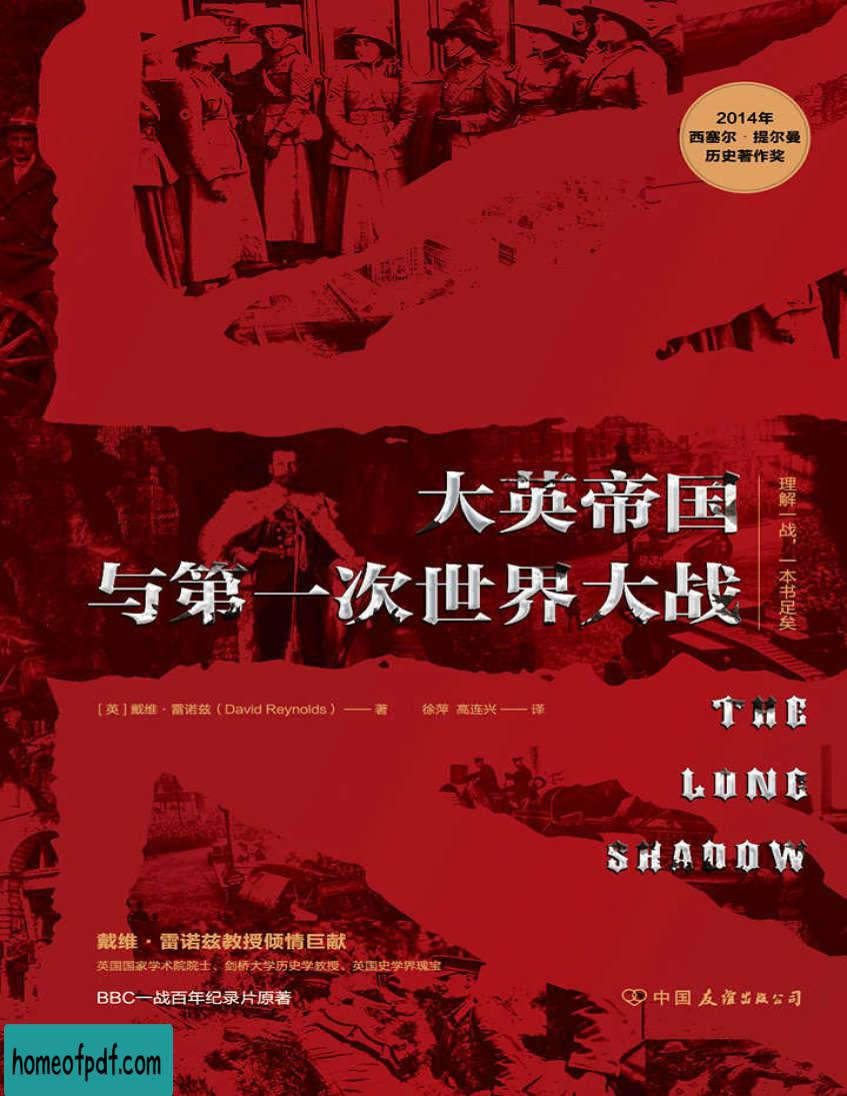 2014年
西塞尔·提尔曼
历史著作奖
大英帝国
与第一次世界大战
理解一战，一本书足矣
[英]戴维·雷诺兹（David Reynolds）——著 徐萍 高连兴——译
THE
LONG
SHADOW
戴维·雷诺兹教授倾情巨献
英国国家学术院院士、剑桥大学历史学教授、英国史学界瑰宝
BBC一战百年纪录片原著
中国友谊出版公司
homeofpdf.com